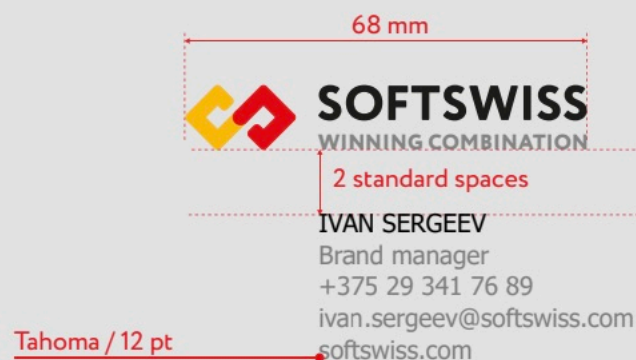 68 mm
SOFTSWISS
WINNING COMBINATION
2 standard spaces
IVAN SERGEEV
Brand manager
+375 29 341 76 89
ivan.sergeev@softswiss.com
Tahoma / 12 pt
softswiss.com